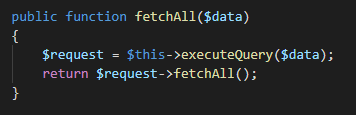 public function fetchAll($data)
{
    $request = $this->executeQuery($data);
    return $request->fetchAll();
}